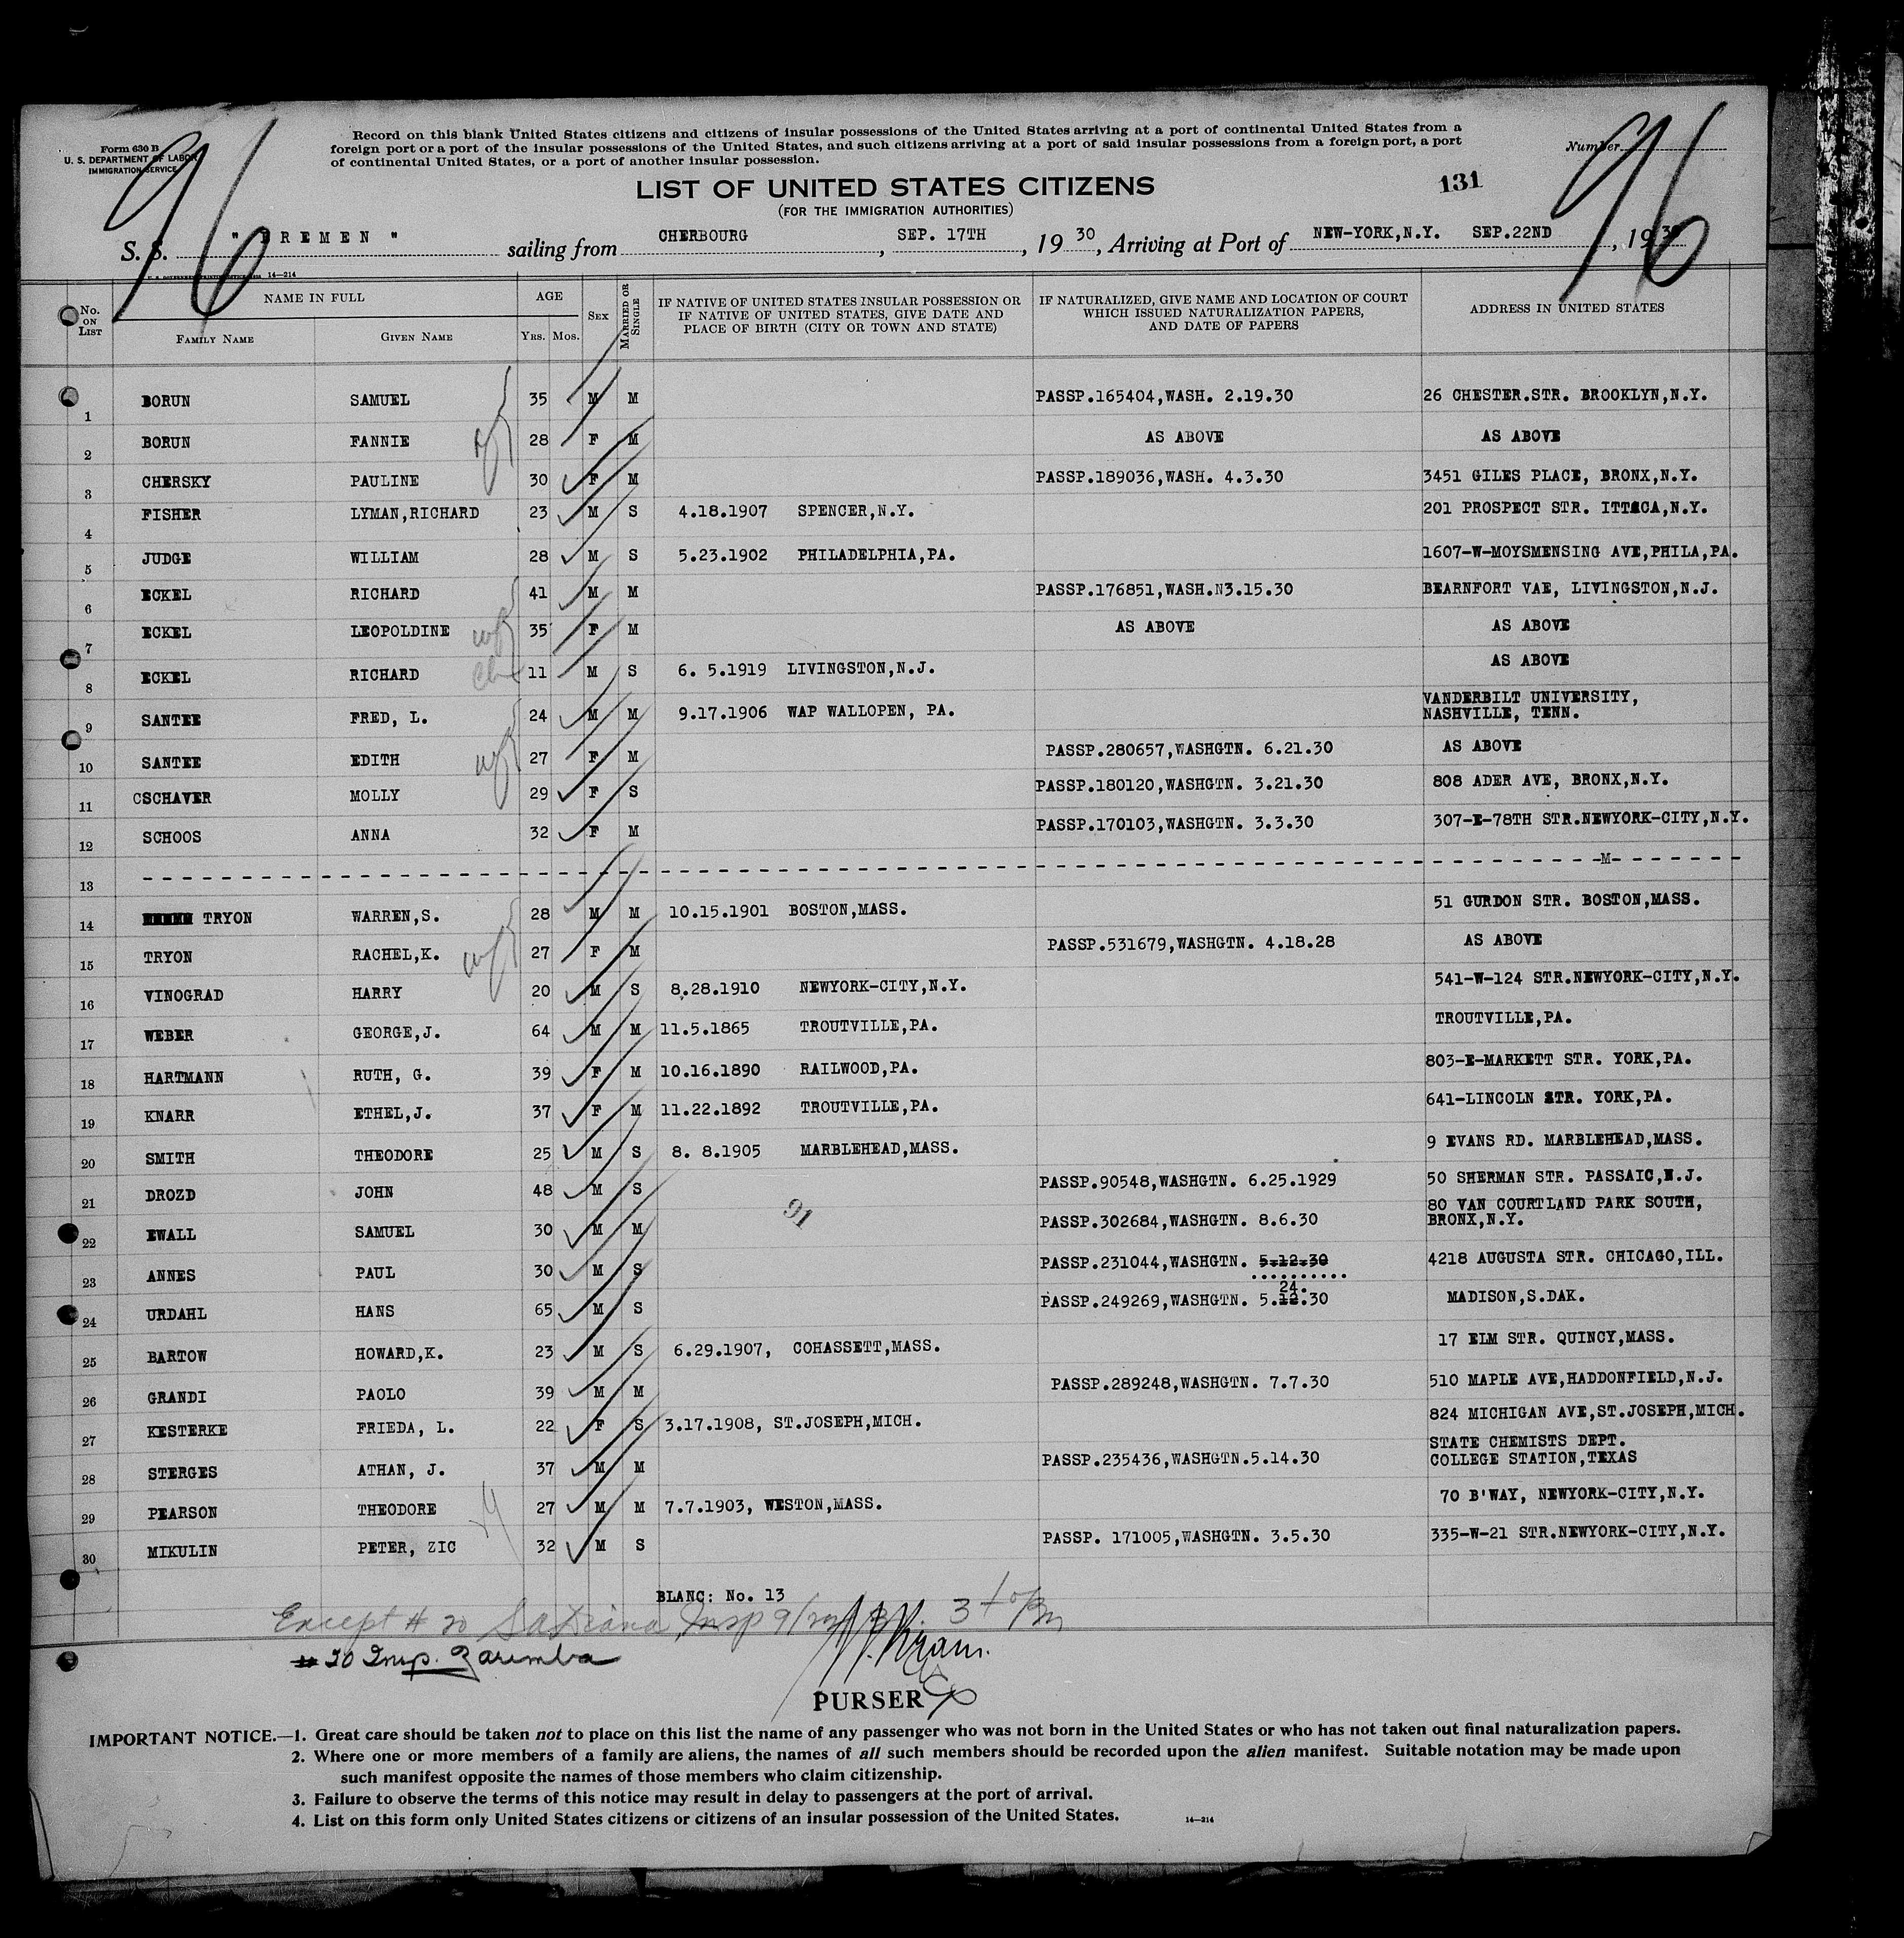 Form 630 B
U. S. DEPARTMENT OF LABOR
IMMIGRATION SERVICE
96
96
Record on this blank United States citizens and citizens of insular possessions of the United States arriving at a port of continental United States from a
foreign port or a port of the insular possessions of the United States, and such citizens arriving at a port of said insular possessions from a foreign port, a port
of continental United States, or a port of another insular possession.
Number
LIST OF UNITED STATES CITIZENS
131
(FOR THE IMMIGRATION AUTHORITIES)
S. S. " BREMEN " sailing from CHERBOURG, SEP. 17TH, 19 30, Arriving at Port of NEW-YORK,N.Y. SEP.22ND, 19 30
14—214
No. on List NAME IN FULL AGE Sex Married or Single IF NATIVE OF UNITED STATES INSULAR POSSESSION OR IF NATIVE OF UNITED STATES, GIVE DATE AND PLACE OF BIRTH (CITY OR TOWN AND STATE) IF NATURALIZED, GIVE NAME AND LOCATION OF COURT WHICH ISSUED NATURALIZATION PAPERS, AND DATE OF PAPERS ADDRESS IN UNITED STATES
Family Name Given Name Yrs. Mos.
1 BORUN SAMUEL 35 M M PASSP.165404,WASH. 2.19.30 26 CHESTER.STR. BROOKLYN,N.Y.
2 BORUN FANNIE 28 F M AS ABOVE AS ABOVE
3 CHERSKY PAULINE 30 F M PASSP.189036,WASH. 4.3.30 3451 GILES PLACE, BRONX,N.Y.
4 FISHER LYMAN,RICHARD 23 M S 4.18.1907 SPENCER,N.Y. 201 PROSPECT STR. ITTACA,N.Y.
5 JUDGE WILLIAM 28 M S 5.23.1902 PHILADELPHIA,PA. 1607-W-MOYSMENSING AVE,PHILA,PA.
6 ECKEL RICHARD 41 M M PASSP.176851,WASH.N3.15.30 BEARNFORT VAE, LIVINGSTON,N.J.
7 ECKEL LEOPOLDINE 35 F M AS ABOVE AS ABOVE
8 ECKEL RICHARD 11 M S 6. 5.1919 LIVINGSTON,N.J. AS ABOVE
9 SANTEE FRED, L. 24 M M 9.17.1906 WAP WALLOPEN, PA. VANDERBILT UNIVERSITY, NASHVILLE, TENN.
10 SANTEE EDITH 27 F M PASSP.280657,WASHGTN. 6.21.30 AS ABOVE
11 CSCHAVER MOLLY 29 F S PASSP.180120,WASHGTN. 3.21.30 808 ADER AVE, BRONX,N.Y.
12 SCHOOS ANNA 32 F M PASSP.170103,WASHGTN. 3.3.30 307-E-78TH STR.NEWYORK-CITY,N.Y.
13 - - - - - - - - - - - - - - - - - - - - - - - - -M- - - - - - -
14 TRYON WARREN,S. 28 M M 10.15.1901 BOSTON,MASS. 51 GURDON STR. BOSTON,MASS.
15 TRYON RACHEL,K. 27 F M PASSP.531679,WASHGTN. 4.18.28 AS ABOVE
16 VINOGRAD HARRY 20 M S 8.28.1910 NEWYORK-CITY,N.Y. 541-W-124 STR.NEWYORK-CITY,N.Y.
17 WEBER GEORGE,J. 64 M M 11.5.1865 TROUTVILLE,PA. TROUTVILLE,PA.
18 HARTMANN RUTH, G. 39 F M 10.16.1890 RAILWOOD,PA. 803-E-MARKETT STR. YORK,PA.
19 KNARR ETHEL,J. 37 F M 11.22.1892 TROUTVILLE,PA. 641-LINCOLN STR. YORK,PA.
20 SMITH THEODORE 25 M S 8. 8.1905 MARBLEHEAD,MASS. 9 EVANS RD. MARBLEHEAD,MASS.
21 DROZD JOHN 48 M S PASSP.90548,WASHGTN. 6.25.1929 50 SHERMAN STR. PASSAIC,N.J.
91
22 EWALL SAMUEL 30 M M PASSP.302684,WASHGTN. 8.6.30 80 VAN COURTLAND PARK SOUTH, BRONX,N.Y.
23 ANNES PAUL 30 M S PASSP.231044,WASHGTN. 5.12.30 4218 AUGUSTA STR. CHICAGO,ILL.
24.
24 URDAHL HANS 65 M S PASSP.249269,WASHGTN. 5.12.30 MADISON,S.DAK.
25 BARTOW HOWARD,K. 23 M S 6.29.1907, COHASSETT,MASS. 17 ELM STR. QUINCY,MASS.
26 GRANDI PAOLO 39 M M PASSP.289248,WASHGTN. 7.7.30 510 MAPLE AVE,HADDONFIELD,N.J.
27 KESTERKE FRIEDA, L. 22 F S 3.17.1908, ST.JOSEPH,MICH. 824 MICHIGAN AVE,ST.JOSEPH,MICH.
28 STERGES ATHAN, J. 37 M M PASSP.235436,WASHGTN.5.14.30 STATE CHEMISTS DEPT. COLLEGE STATION,TEXAS
29 PEARSON THEODORE 27 M M 7.7.1903, WESTON,MASS. 70 B'WAY, NEWYORK-CITY,N.Y.
30 MIKULIN PETER, ZIC 32 M S PASSP. 171005,WASHGTN. 3.5.30 335-W-21 STR.NEWYORK-CITY,N.Y.
BLANC: No. 13
Except # 20 Insp
# 20 Insp. Zaremba
PURSER
IMPORTANT NOTICE.—1. Great care should be taken not to place on this list the name of any passenger who was not born in the United States or who has not taken out final naturalization papers.
2. Where one or more members of a family are aliens, the names of all such members should be recorded upon the alien manifest. Suitable notation may be made upon
such manifest opposite the names of those members who claim citizenship.
3. Failure to observe the terms of this notice may result in delay to passengers at the port of arrival.
4. List on this form only United States citizens or citizens of an insular possession of the United States.
14—214